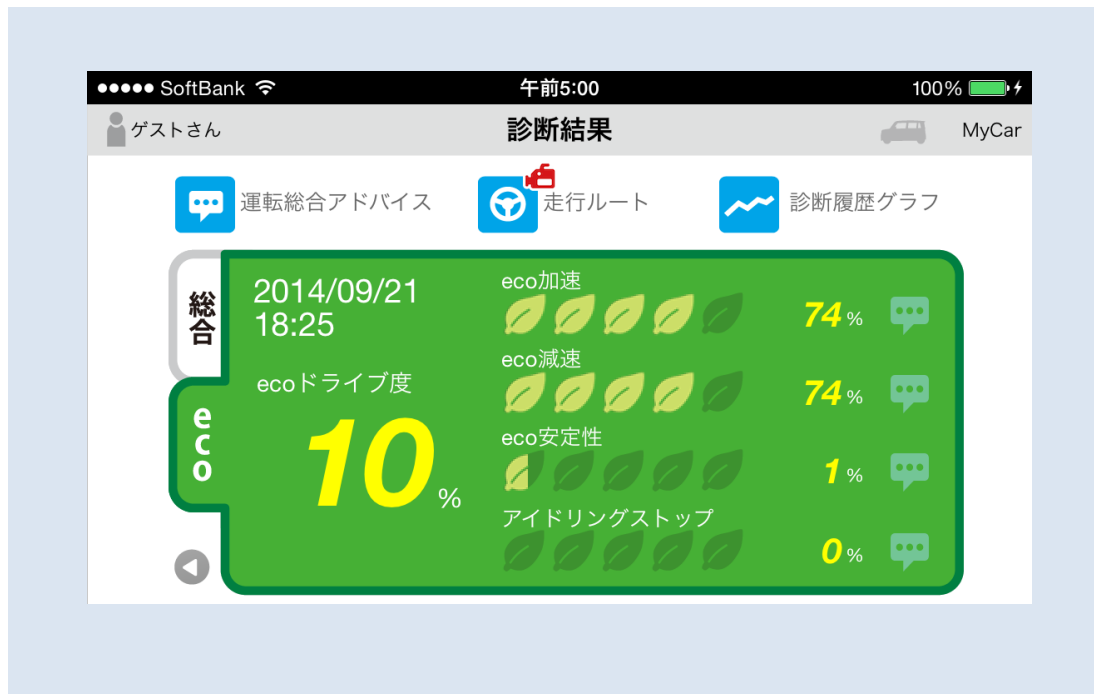 SoftBank 午前5:00 100%
ゲストさん 診断結果 MyCar
運転総合アドバイス 走行ルート 診断履歴グラフ
総合
eco
2014/09/21
18:25
ecoドライブ度
10%
eco加速
74%
eco減速
74%
eco安定性
1%
アイドリングストップ
0%